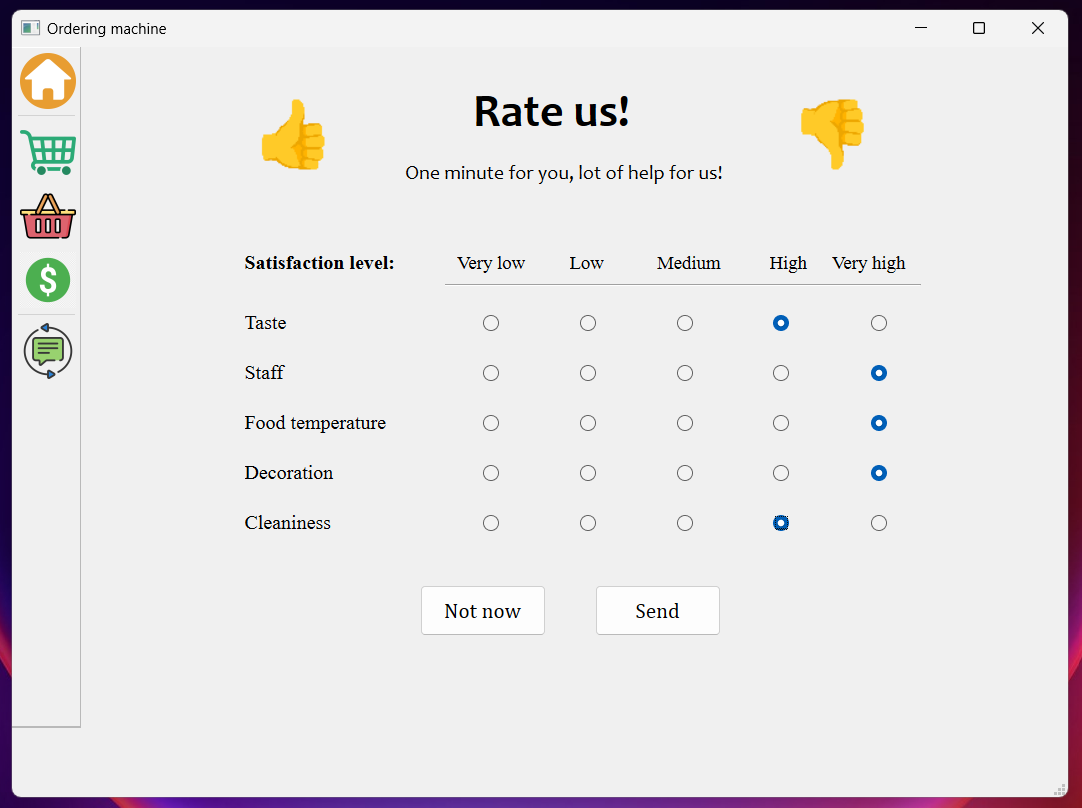 Ordering machine
Rate us!
One minute for you, lot of help for us!
Satisfaction level: Very low Low Medium High Very high
Taste
Staff
Food temperature
Decoration
Cleaniness
Not now Send
$